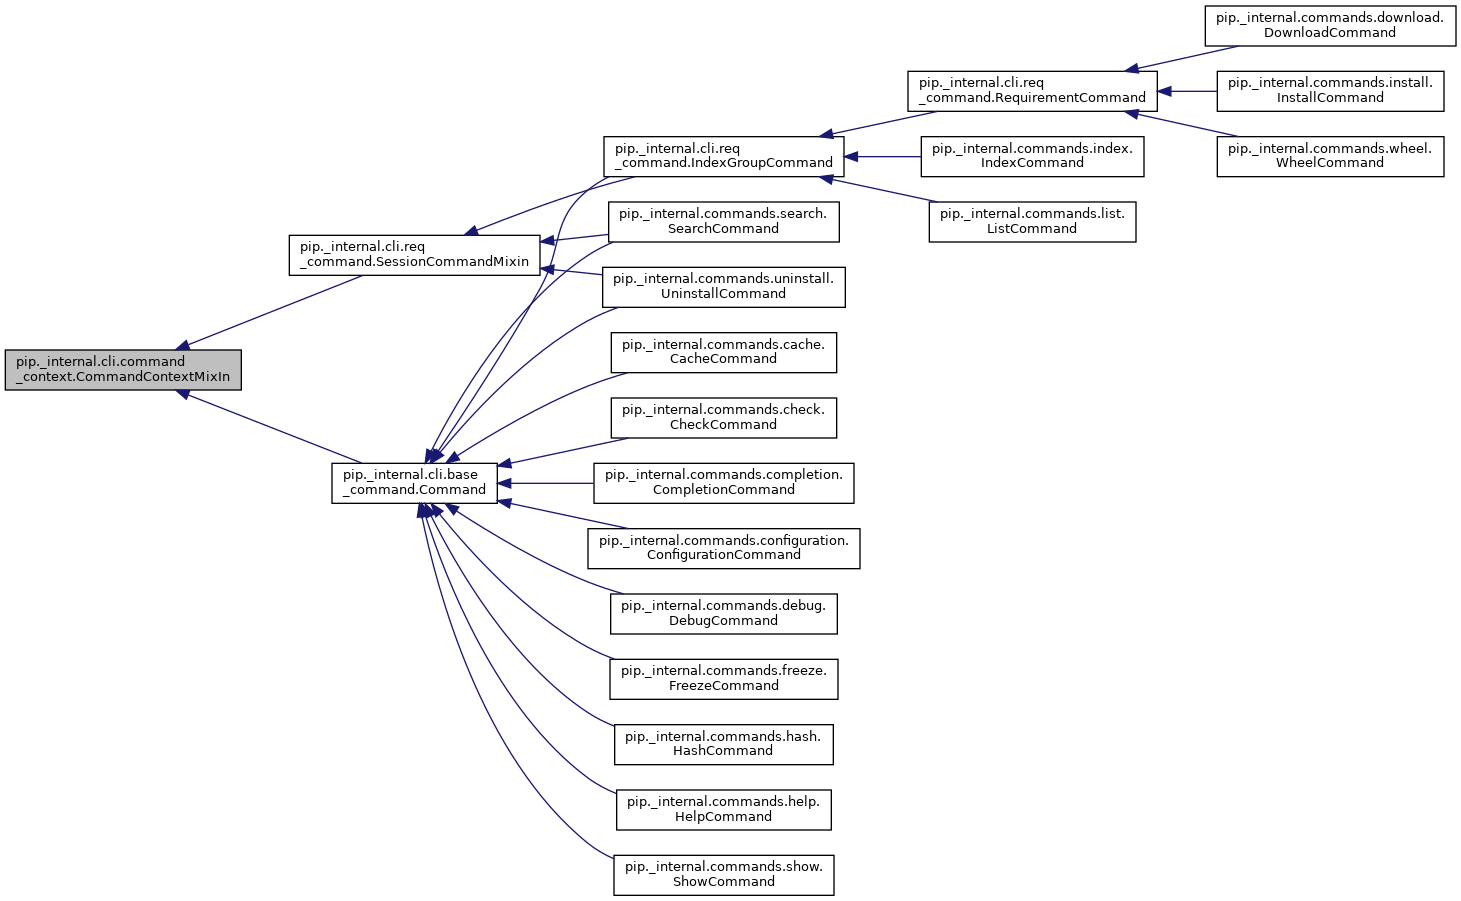 pip._internal.commands.download.
DownloadCommand
pip._internal.cli.req
_command.RequirementCommand
pip._internal.commands.install.
InstallCommand
pip._internal.cli.req
_command.IndexGroupCommand
pip._internal.commands.index.
IndexCommand
pip._internal.commands.wheel.
WheelCommand
pip._internal.commands.search.
SearchCommand
pip._internal.commands.list.
ListCommand
pip._internal.cli.req
_command.SessionCommandMixin
pip._internal.commands.uninstall.
UninstallCommand
pip._internal.cli.command
_context.CommandContextMixIn
pip._internal.commands.cache.
CacheCommand
pip._internal.commands.check.
CheckCommand
pip._internal.cli.base
_command.Command
pip._internal.commands.completion.
CompletionCommand
pip._internal.commands.configuration.
ConfigurationCommand
pip._internal.commands.debug.
DebugCommand
pip._internal.commands.freeze.
FreezeCommand
pip._internal.commands.hash.
HashCommand
pip._internal.commands.help.
HelpCommand
pip._internal.commands.show.
ShowCommand